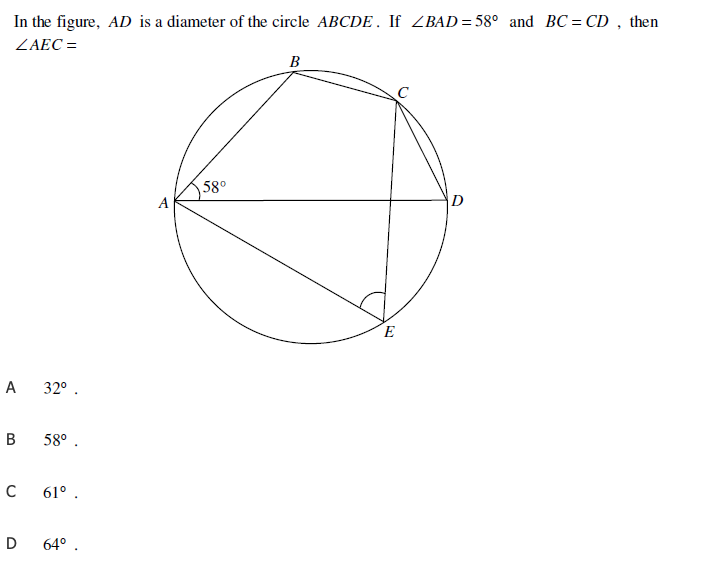 In the figure, AD is a diameter of the circle ABCDE. If ∠BAD = 58° and BC = CD , then
∠AEC =
B
C
58°
A
D
E
A 32° .
B 58° .
C 61° .
D 64° .